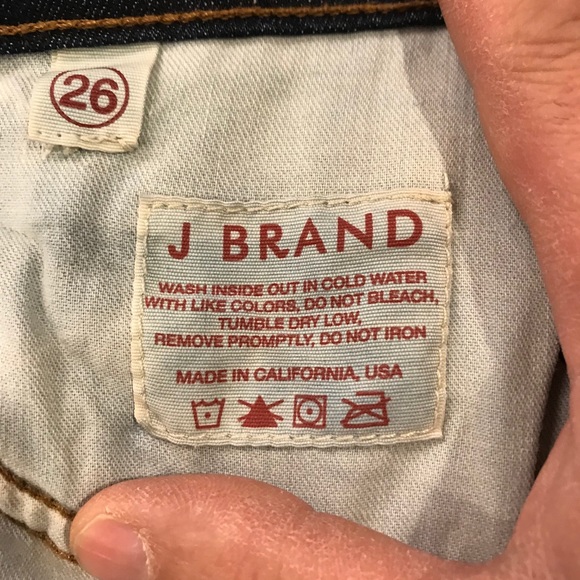 26
J BRAND
WASH INSIDE OUT IN COLD WATER
WITH LIKE COLORS, DO NOT BLEACH,
TUMBLE DRY LOW,
REMOVE PROMPTLY, DO NOT IRON
MADE IN CALIFORNIA, USA